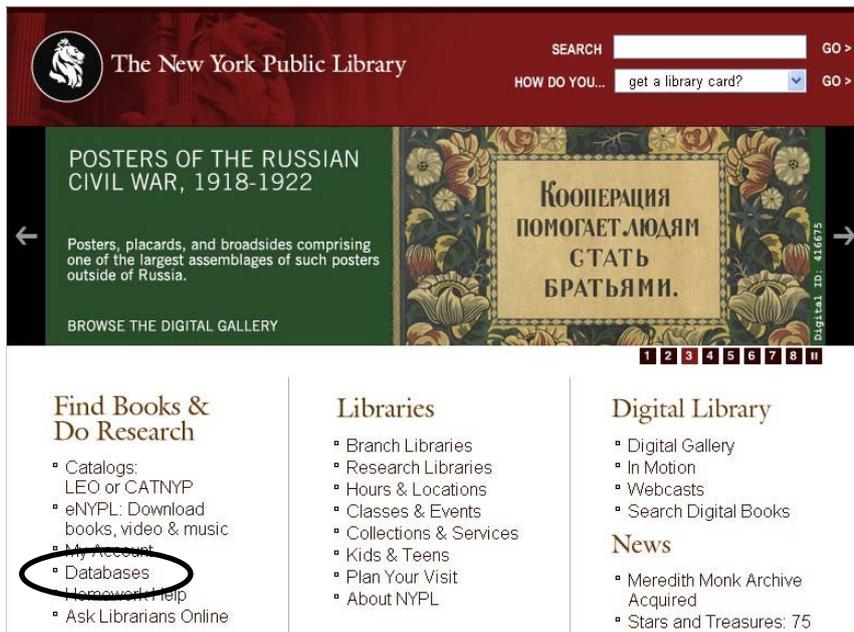 The New York Public Library
SEARCH
GO >
HOW DO YOU...
get a library card?
GO >
POSTERS OF THE RUSSIAN
CIVIL WAR, 1918-1922
Posters, placards, and broadsides comprising
one of the largest assemblages of such posters
outside of Russia.
BROWSE THE DIGITAL GALLERY
Кооперация
помогает людям
стать
братьями.
Digital ID: 416675
1 2 3 4 5 6 7 8
Find Books &
Do Research
Catalogs:
LEO or CATNYP
eNYPL: Download
books, video & music
My Account
Databases
Homework Help
Ask Librarians Online
Libraries
Branch Libraries
Research Libraries
Hours & Locations
Classes & Events
Collections & Services
Kids & Teens
Plan Your Visit
About NYPL
Digital Library
Digital Gallery
In Motion
Webcasts
Search Digital Books
News
Meredith Monk Archive
Acquired
Stars and Treasures: 75